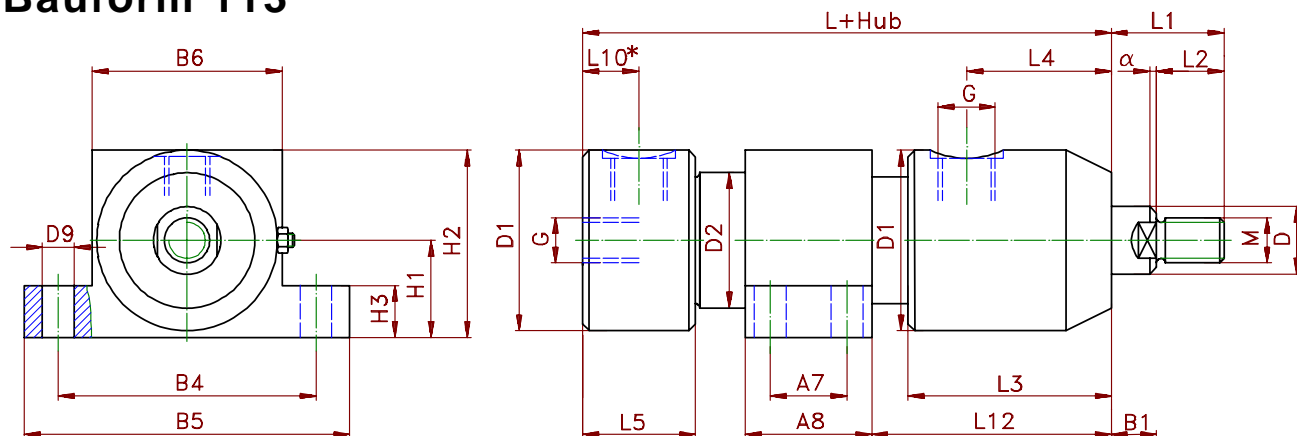 Bauform 113
L+Hub L1
B6 L10* L4 α L2
G
D9 H3 H1 H2 D1 G D2 D1 M D
B4 A7 L3
B5 L5 A8 L12 B1